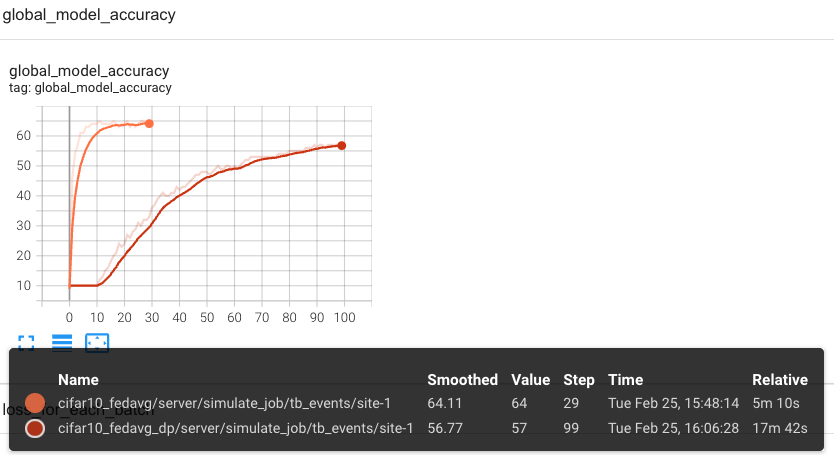 global_model_accuracy
global_model_accuracy
tag: global_model_accuracy
60
50
40
30
20
10
0 10 20 30 40 50 60 70 80 90 100
loss_for_each_batch
Name Smoothed Value Step Time Relative
cifar10_fedavg/server/simulate_job/tb_events/site-1 64.11 64 29 Tue Feb 25, 15:48:14 5m 10s
cifar10_fedavg_dp/server/simulate_job/tb_events/site-1 56.77 57 99 Tue Feb 25, 16:06:28 17m 42s